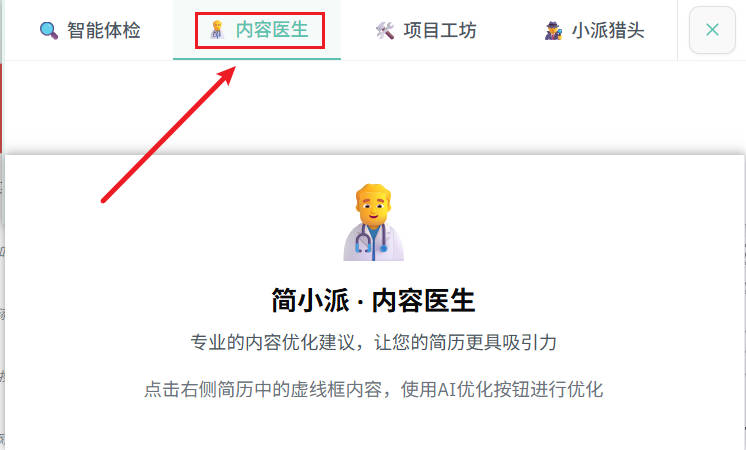 智能体检
内容医生
项目工坊
小派猎头
简小派 · 内容医生
专业的内容优化建议，让您的简历更具吸引力
点击右侧简历中的虚线框内容，使用AI优化按钮进行优化